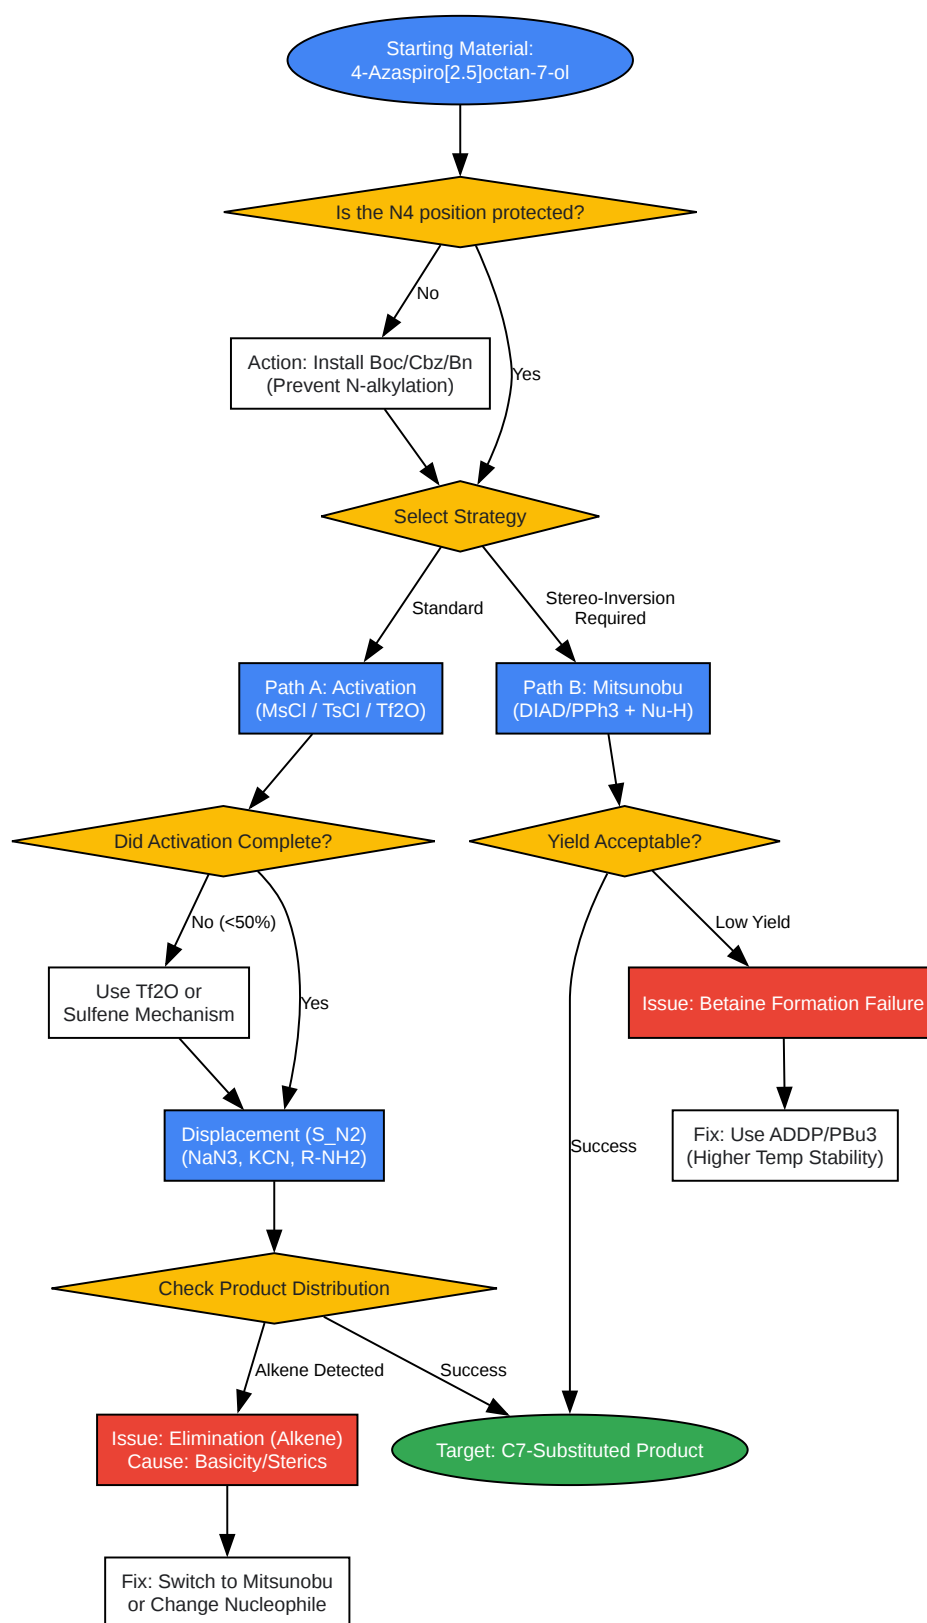 Starting Material:
4-Azaspiro[2.5]octan-7-ol
Is the N4 position protected?
No
Action: Install Boc/Cbz/Bn
(Prevent N-alkylation)
Yes
Select Strategy
Standard
Stereo-Inversion
Required
Path A: Activation
(MsCl / TsCl / Tf2O)
Path B: Mitsunobu
(DIAD/PPh3 + Nu-H)
Did Activation Complete?
Yield Acceptable?
No (<50%)
Low Yield
Use Tf2O or
Sulfene Mechanism
Yes
Issue: Betaine Formation Failure
Displacement (S_N2)
(NaN3, KCN, R-NH2)
Success
Fix: Use ADDP/PBu3
(Higher Temp Stability)
Check Product Distribution
Alkene Detected
Success
Issue: Elimination (Alkene)
Cause: Basicity/Sterics
Target: C7-Substituted Product
Fix: Switch to Mitsunobu
or Change Nucleophile